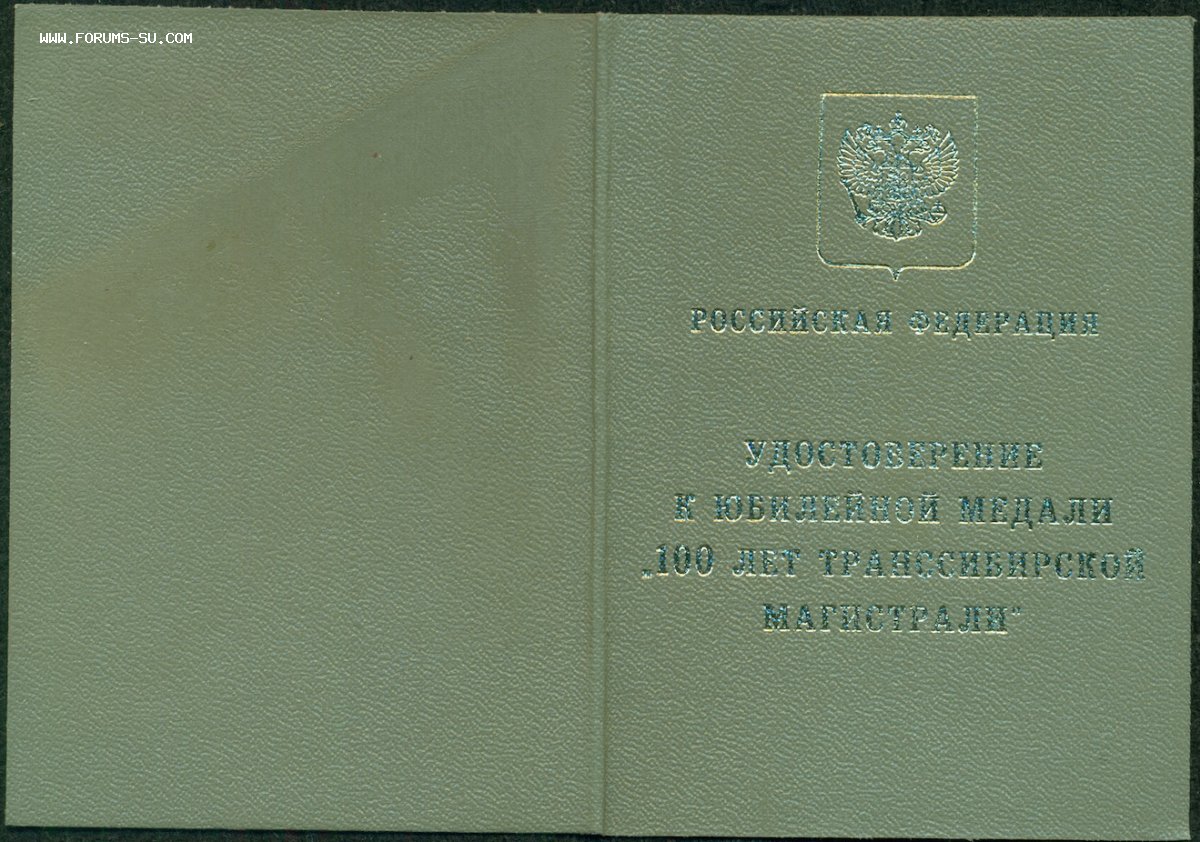 WWW.FORUMS-SU.COM
РОССИЙСКАЯ ФЕДЕРАЦИЯ
УДОСТОВЕРЕНИЕ
К ЮБИЛЕЙНОЙ МЕДАЛИ
„100 ЛЕТ ТРАНССИБИРСКОЙ
МАГИСТРАЛИ“